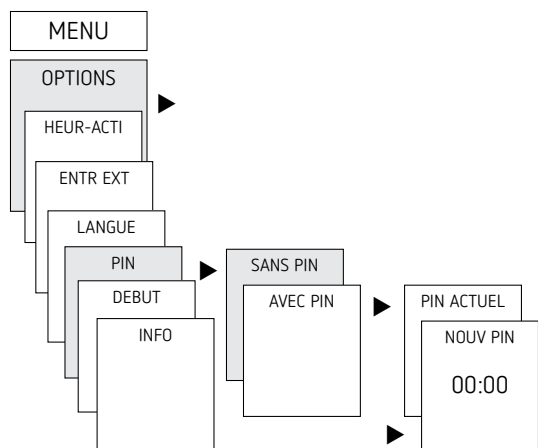 MENU
OPTIONS
HEUR-ACTI
ENTR EXT
LANGUE
PIN
DEBUT
INFO
SANS PIN
AVEC PIN
PIN ACTUEL
NOUV PIN
00:00